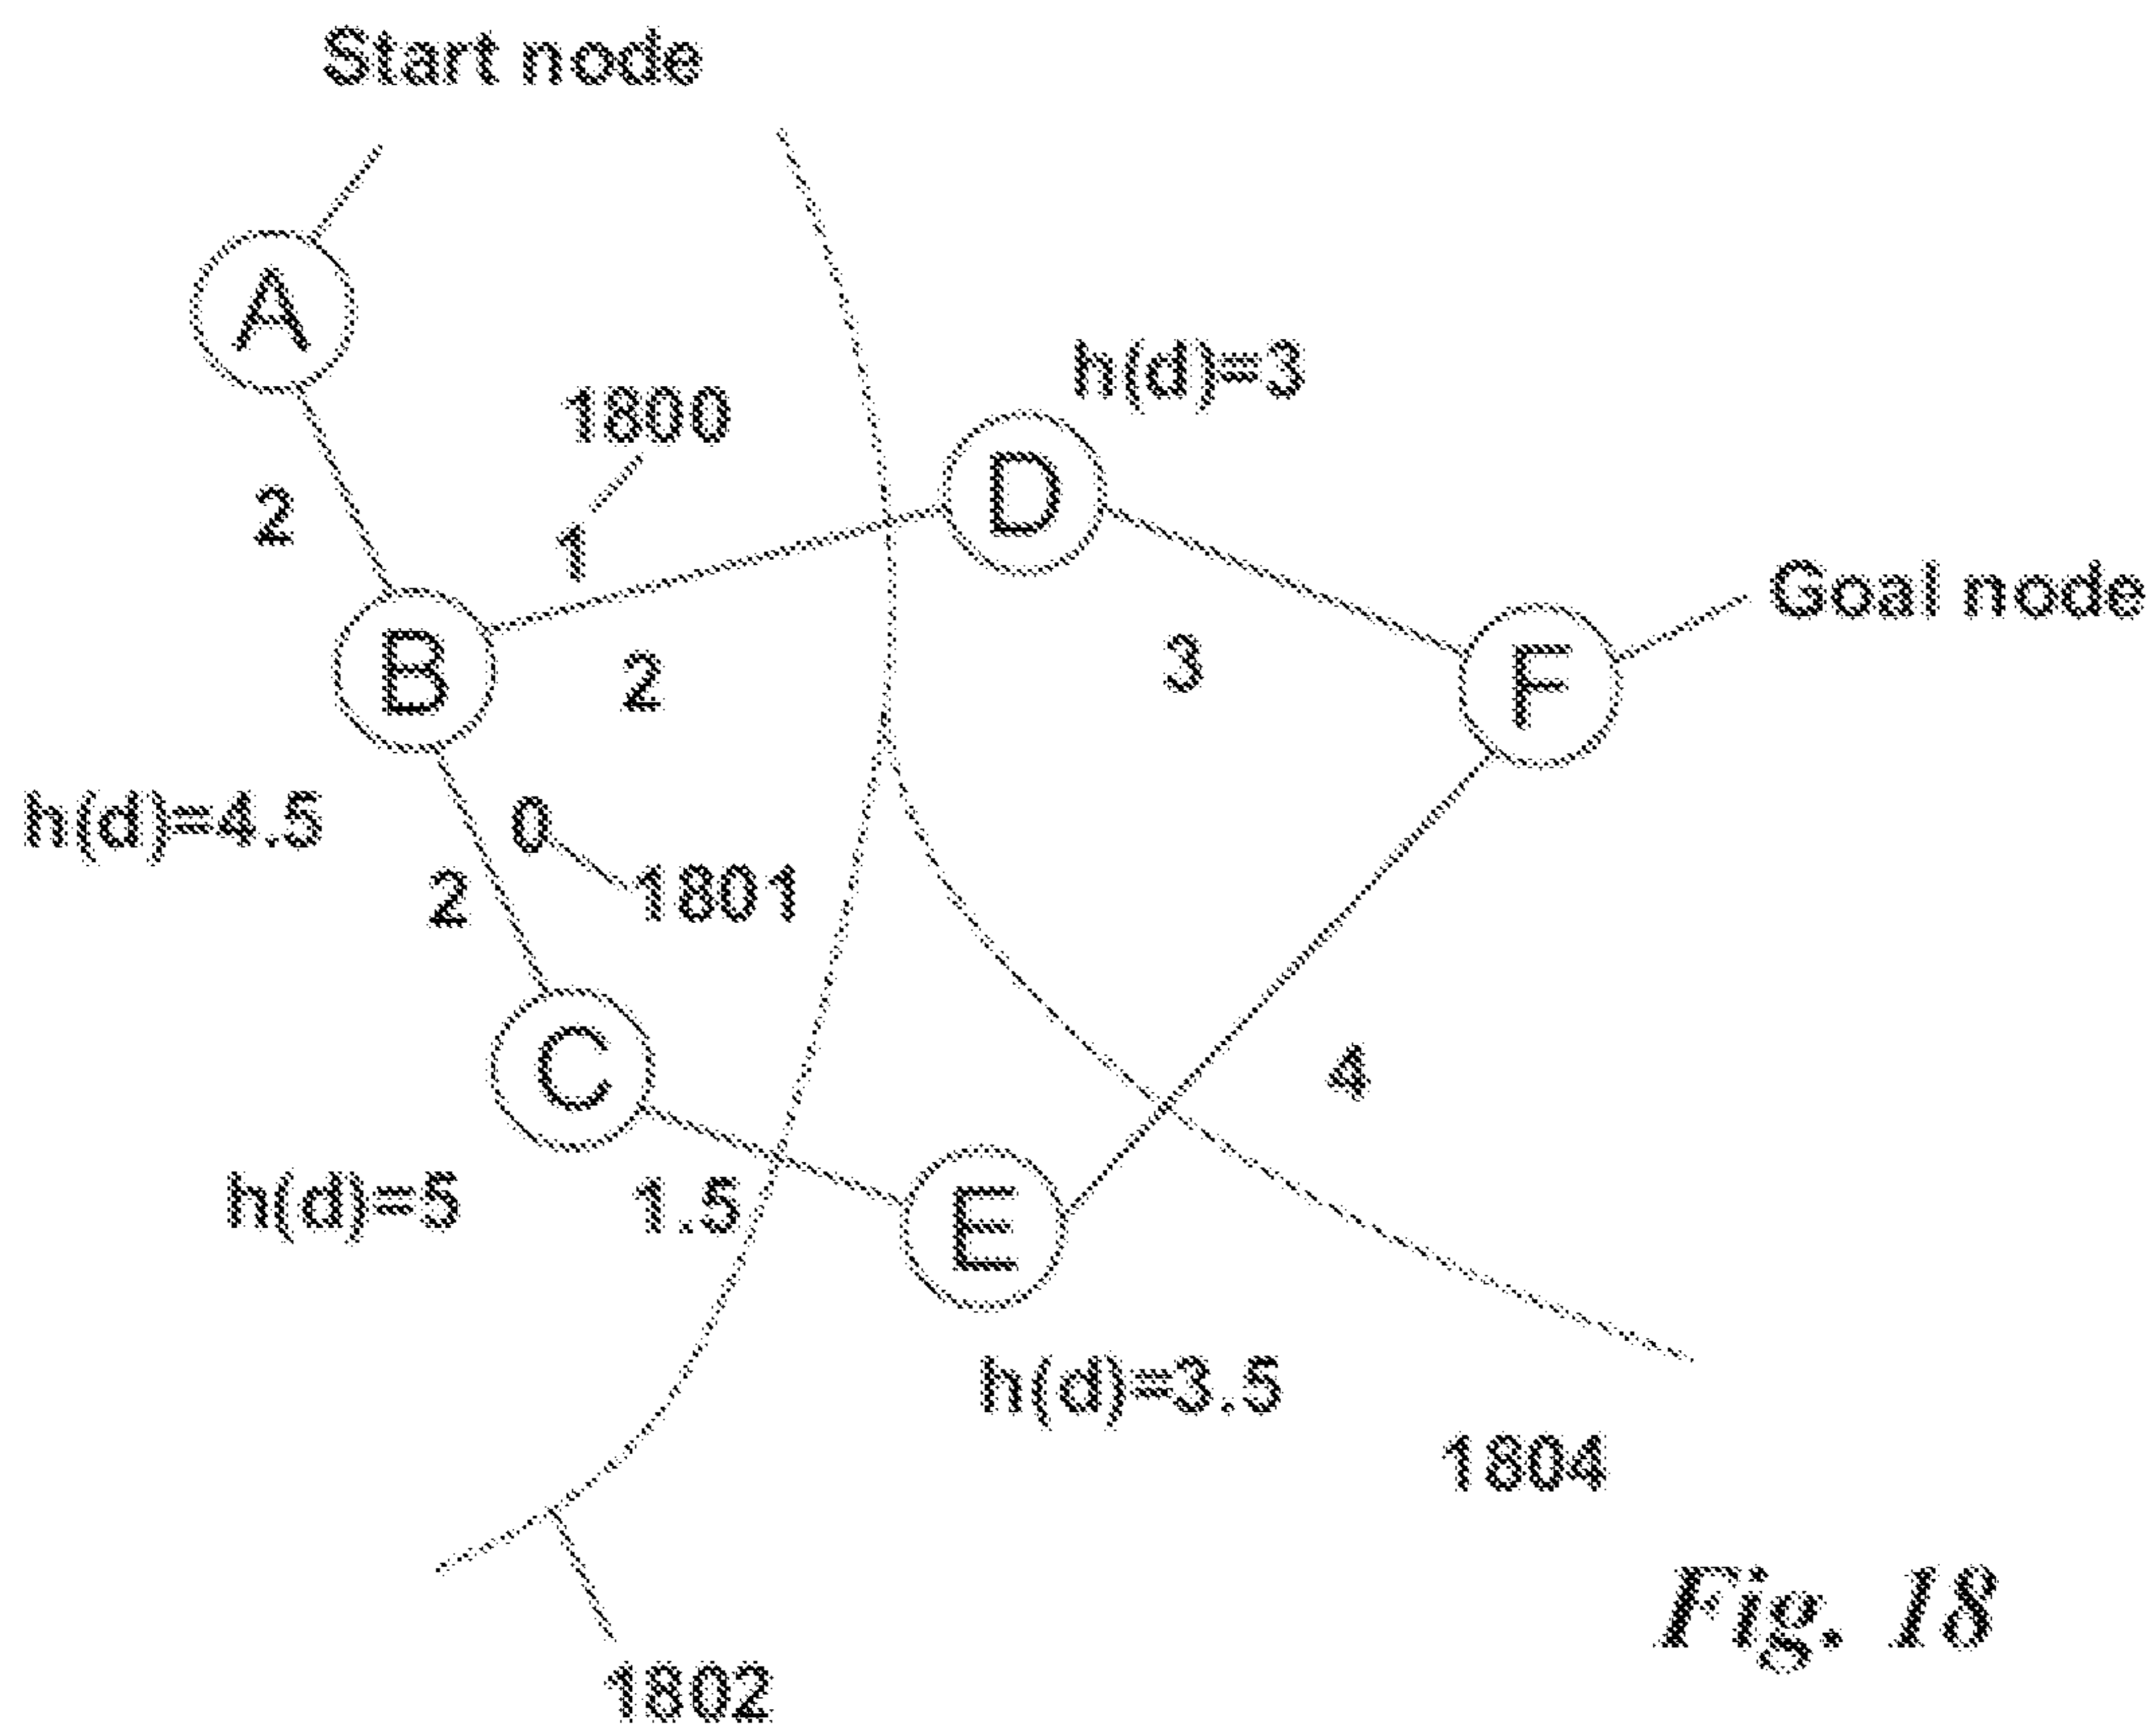 Start node
A
h(d)=3
1800
D
2
1
Goal node
B
2
3
F
h(d)=4.5
0
2
1801
C
4
h(d)=5
1.5
E
h(d)=3.5
1804
Fig. 18
1802